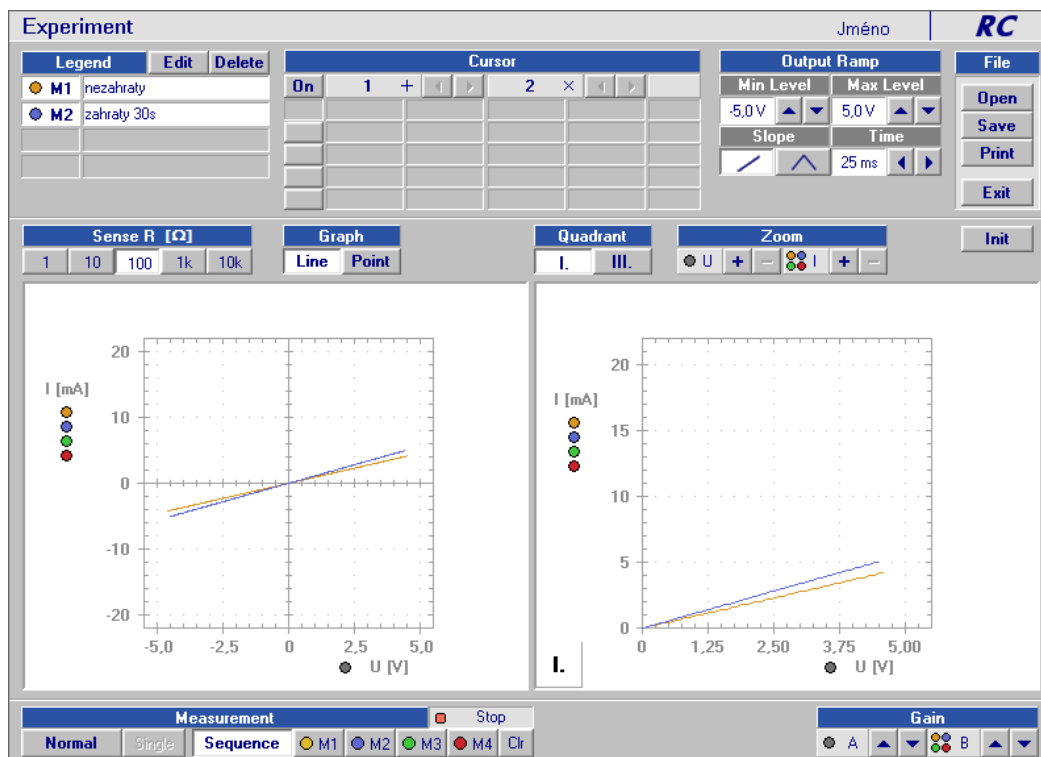 Experiment
Jméno
RC
Legend Edit Delete
M1 nezahraty
M2 zahraty 30s
Cursor
On 1 + 2 ×
Output Ramp
Min Level Max Level
-5,0 V 5,0 V
Slope Time
25 ms
File
Open
Save
Print
Exit
Sense R [Ω]
1 10 100 1k 10k
Graph
Line Point
Quadrant
I. III.
Zoom
U + − I + −
Init
I [mA]
20
10
0
-10
-20
-5,0 -2,5 0 2,5 5,0
U [V]
I [mA]
20
15
10
5
0
0 1,25 2,50 3,75 5,00
U [V]
I.
Measurement
Stop
Normal Single Sequence M1 M2 M3 M4 Clr
Gain
A B